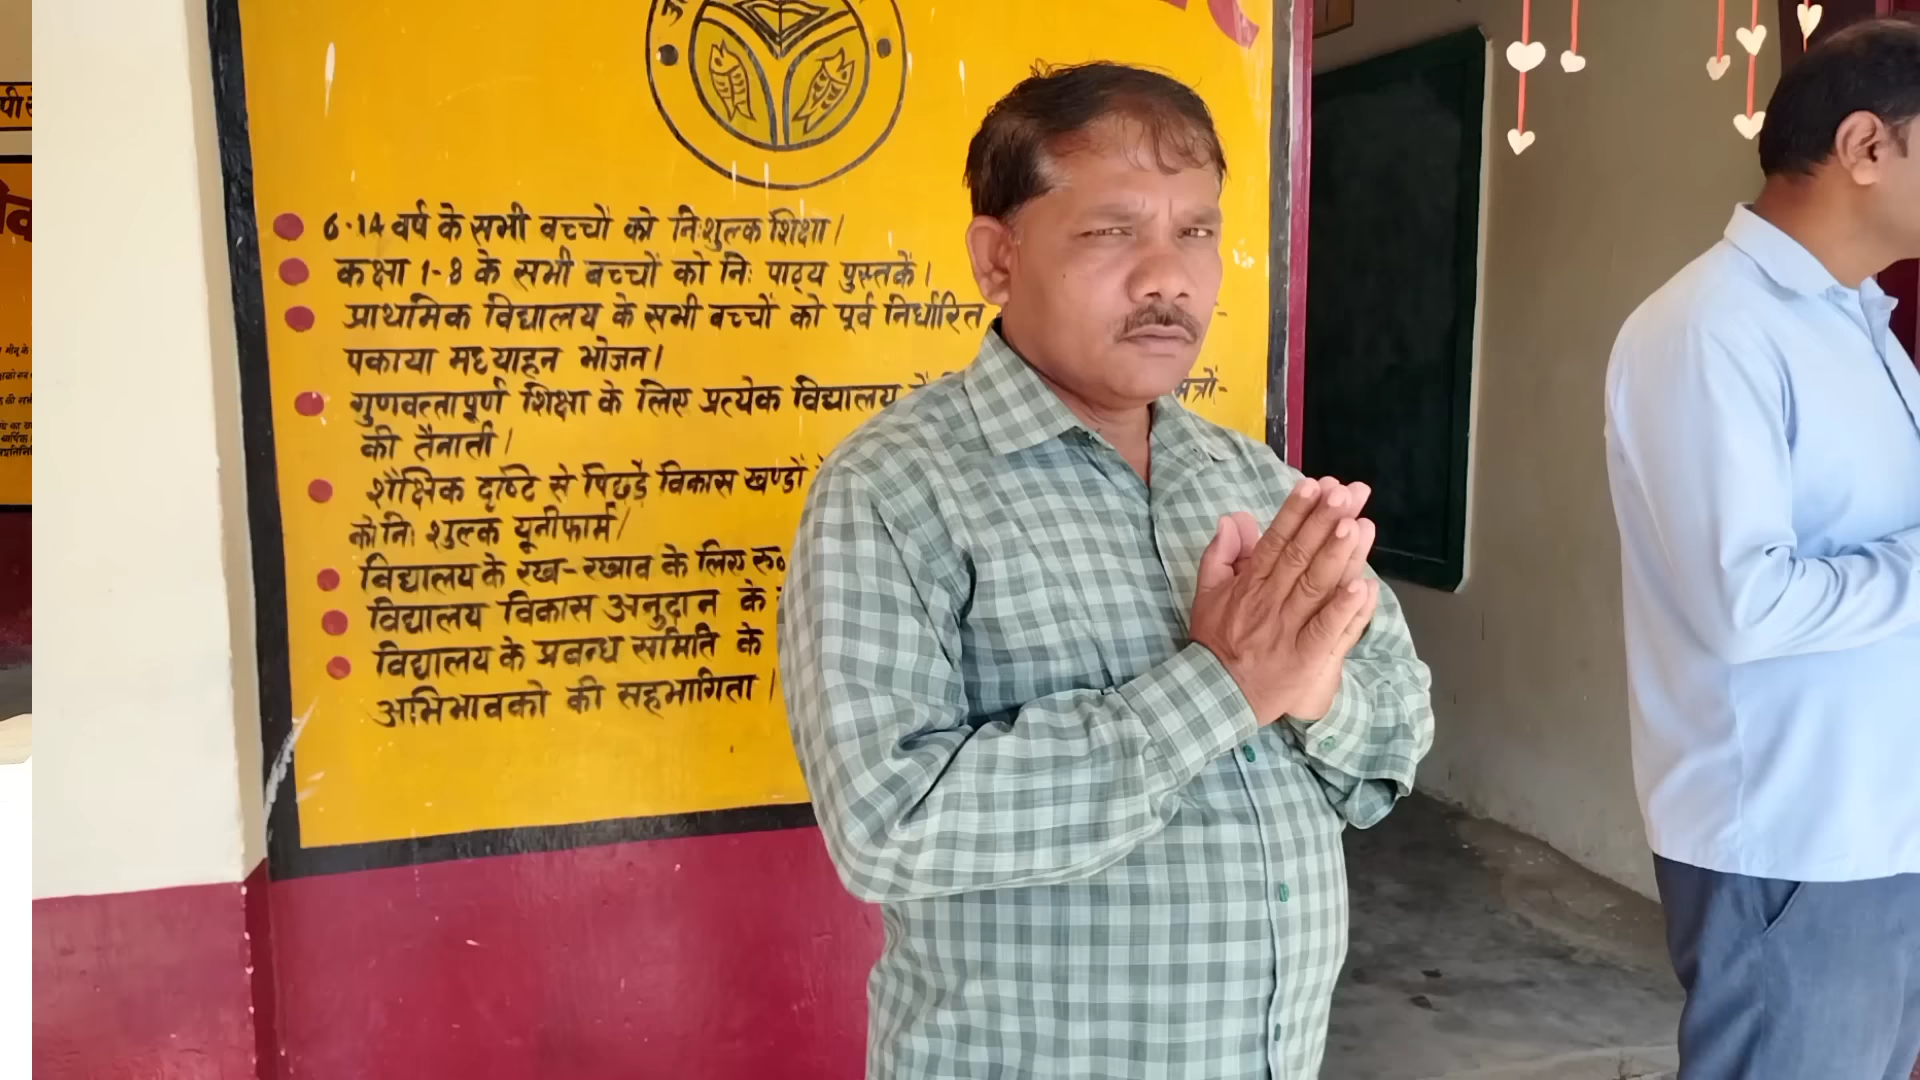 6-14 वर्ष के सभी बच्चों को निःशुल्क शिक्षा।
कक्षा 1-8 के सभी बच्चों को निः पाठ्य पुस्तकें।
प्राथमिक विद्यालय के सभी बच्चों को पूर्व निर्धारित
पकाया मध्याहन भोजन।
गुणवत्तापूर्ण शिक्षा के लिए प्रत्येक विद्यालय
की तैनाती।
शैक्षिक दृष्टि से पिछड़े विकास खण्डों
को नि। शुल्क यूनीफार्म।
विद्यालय के रख-रखाव के लिए रु०
विद्यालय विकास अनुदान के
विद्यालय के प्रबन्ध समिति के
अभिभावको की सहभागिता।